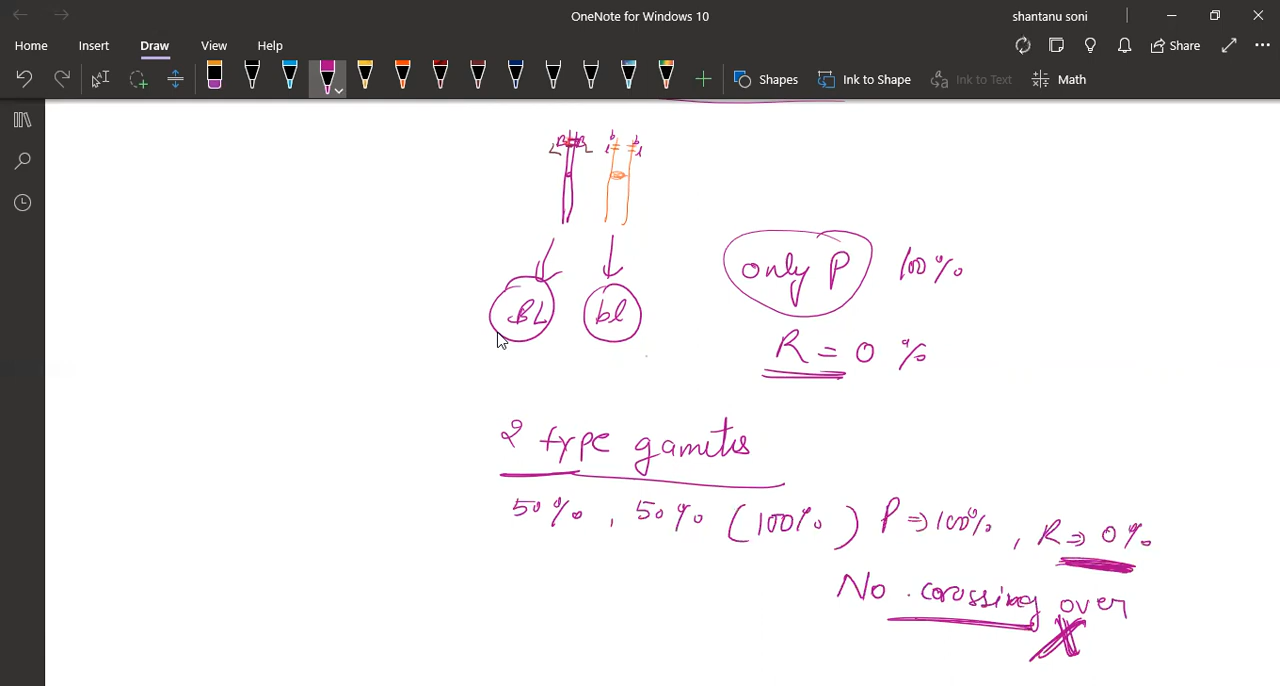 OneNote for Windows 10
shantanu soni
Home Insert Draw View Help
Share
Shapes Ink to Shape Ink to Text Math
B B b b
L L l l
BL bl
only P 100%
R = 0 %
2 type gametes
50%, 50% (100%) P ⇒ 100%, R ⇒ 0%
No crossing over